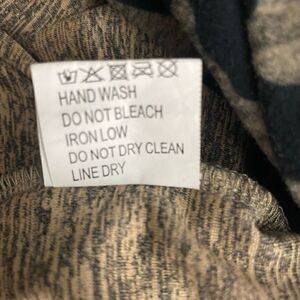 HAND WASH
DO NOT BLEACH
IRON LOW
DO NOT DRY CLEAN
LINE DRY